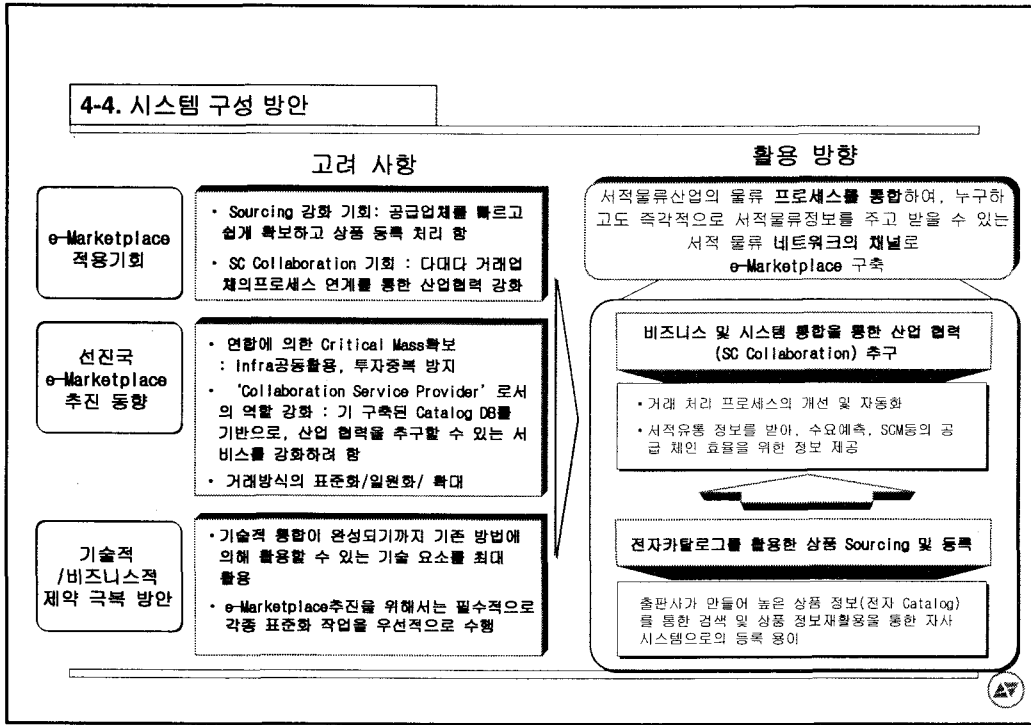 4-4. 시스템 구성 방안
고려 사항
e-Marketplace
적용기회
• Sourcing 강화 기회: 공급업체를 빠르고
쉽게 확보하고 상품 등록 처리 함
• SC Collaboration 기회 : 다대다 거래업
체의프로세스 연계를 통한 산업협력 강화
선진국
e-Marketplace
추진 동향
• 연합에 의한 Critical Mass확보
: Infra공동활용, 투자중복 방지
• ‘Collaboration Service Provider’로서
의 역할 강화 : 기 구축된 Catalog DB를
기반으로, 산업 협력을 추구할 수 있는 서
비스를 강화하려 함
• 거래방식의 표준화/일원화/ 확대
기술적
/비즈니스적
제약 극복 방안
• 기술적 통합이 완성되기까지 기존 방법에
의해 활용할 수 있는 기술 요소를 최대
활용
• e-Marketplace추진을 위해서는 필수적으로
각종 표준화 작업을 우선적으로 수행
활용 방향
서적물류산업의 물류 프로세스를 통합하여, 누구하
고도 즉각적으로 서적물류정보를 주고 받을 수 있는
서적 물류 네트워크의 채널로
e-Marketplace 구축
비즈니스 및 시스템 통합을 통한 산업 협력
(SC Collaboration) 추구
• 거래 처리 프로세스의 개선 및 자동화
• 서적유통 정보를 받아, 수요예측, SCM등의 공
급 체인 효율을 위한 정보 제공
전자카탈로그를 활용한 상품 Sourcing 및 등록
출판사가 만들어 높은 상품 정보(전자 Catalog)
를 통한 검색 및 상품 정보재활용을 통한 자사
시스템으로의 등록 용이